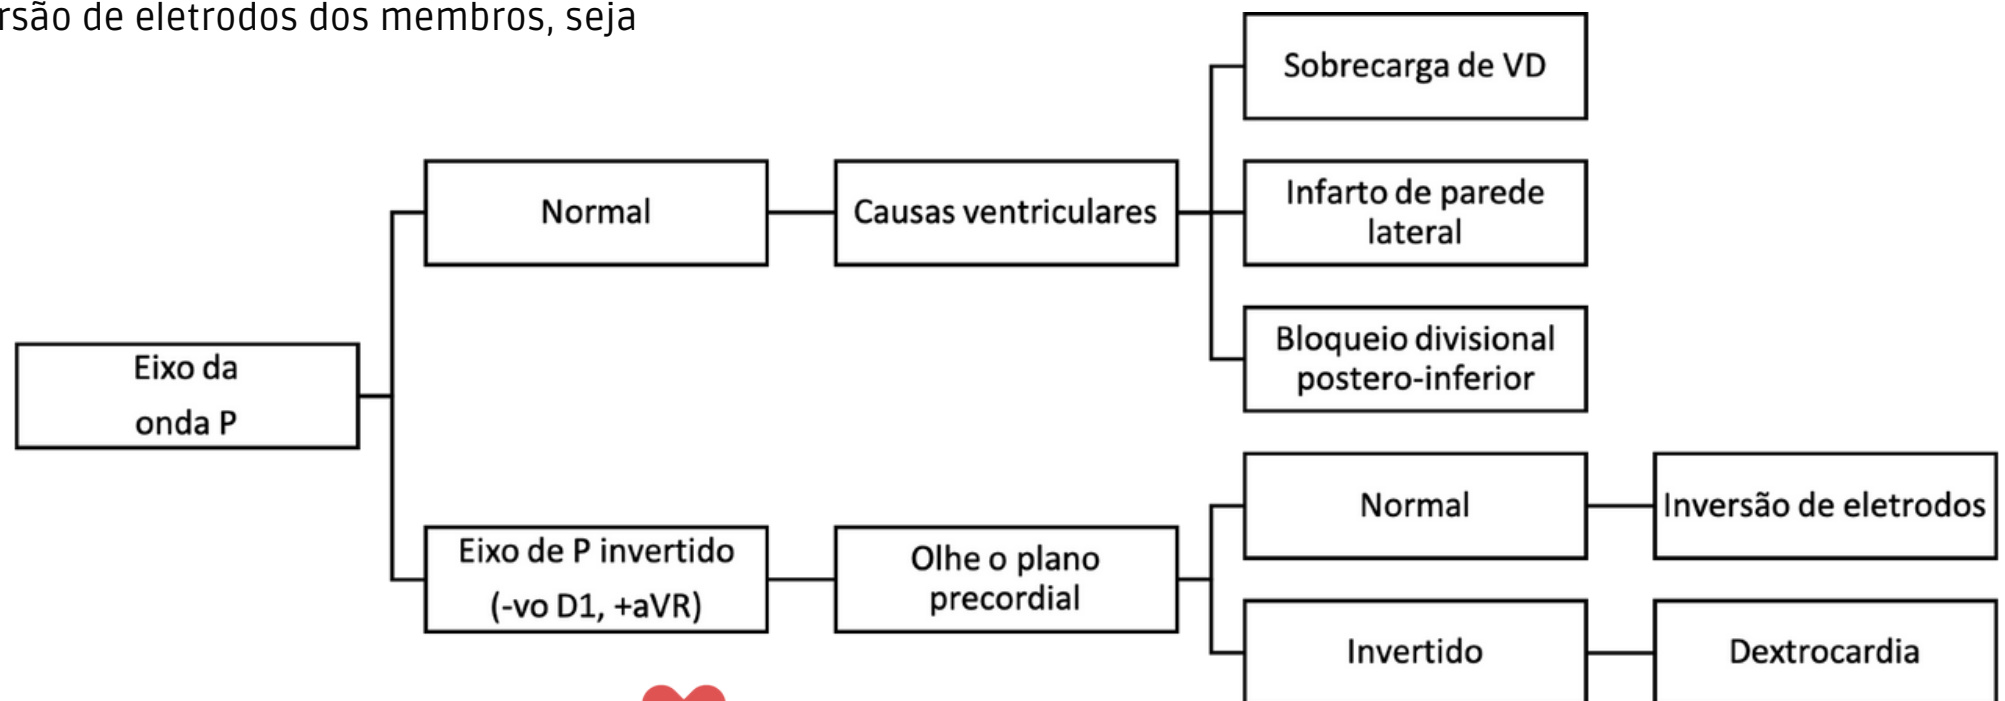 de eletrodos dos membros, seja
Sobrecarga de VD
Normal
Causas ventriculares
Infarto de parede
lateral
Bloqueio divisional
postero-inferior
Eixo da
onda P
Eixo de P invertido
(-vo D1, +aVR)
Olhe o plano
precordial
Normal
Inversão de eletrodos
Invertido
Dextrocardia